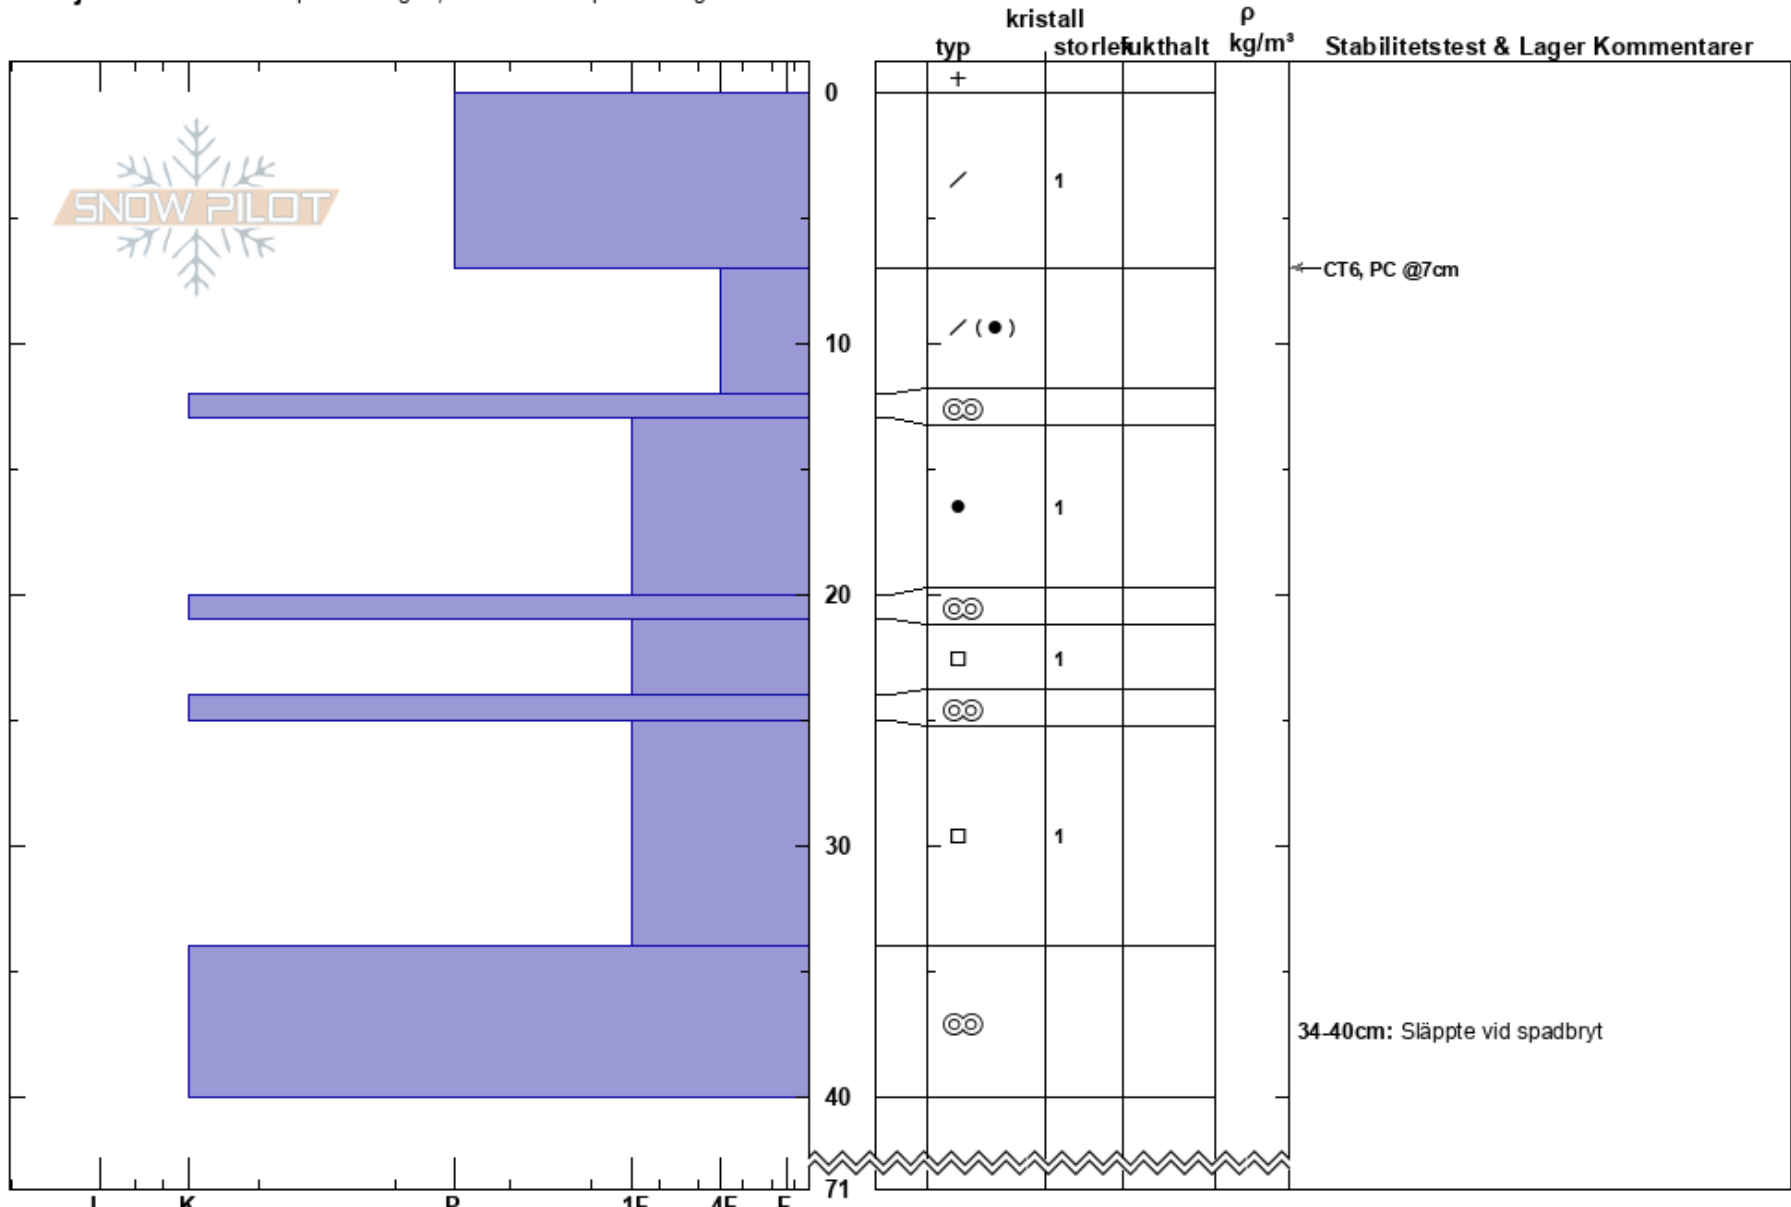 kristall
ρ
typ
storlek
fukthalt
kg/m³
Stabilitetstest & Lager Kommentarer
+
0
SNOW PILOT
1
CT6, PC @7cm
10
1
20
1
30
1
34-40cm: Släppte vid spadbryt
40
71
I K P 1F 4F F